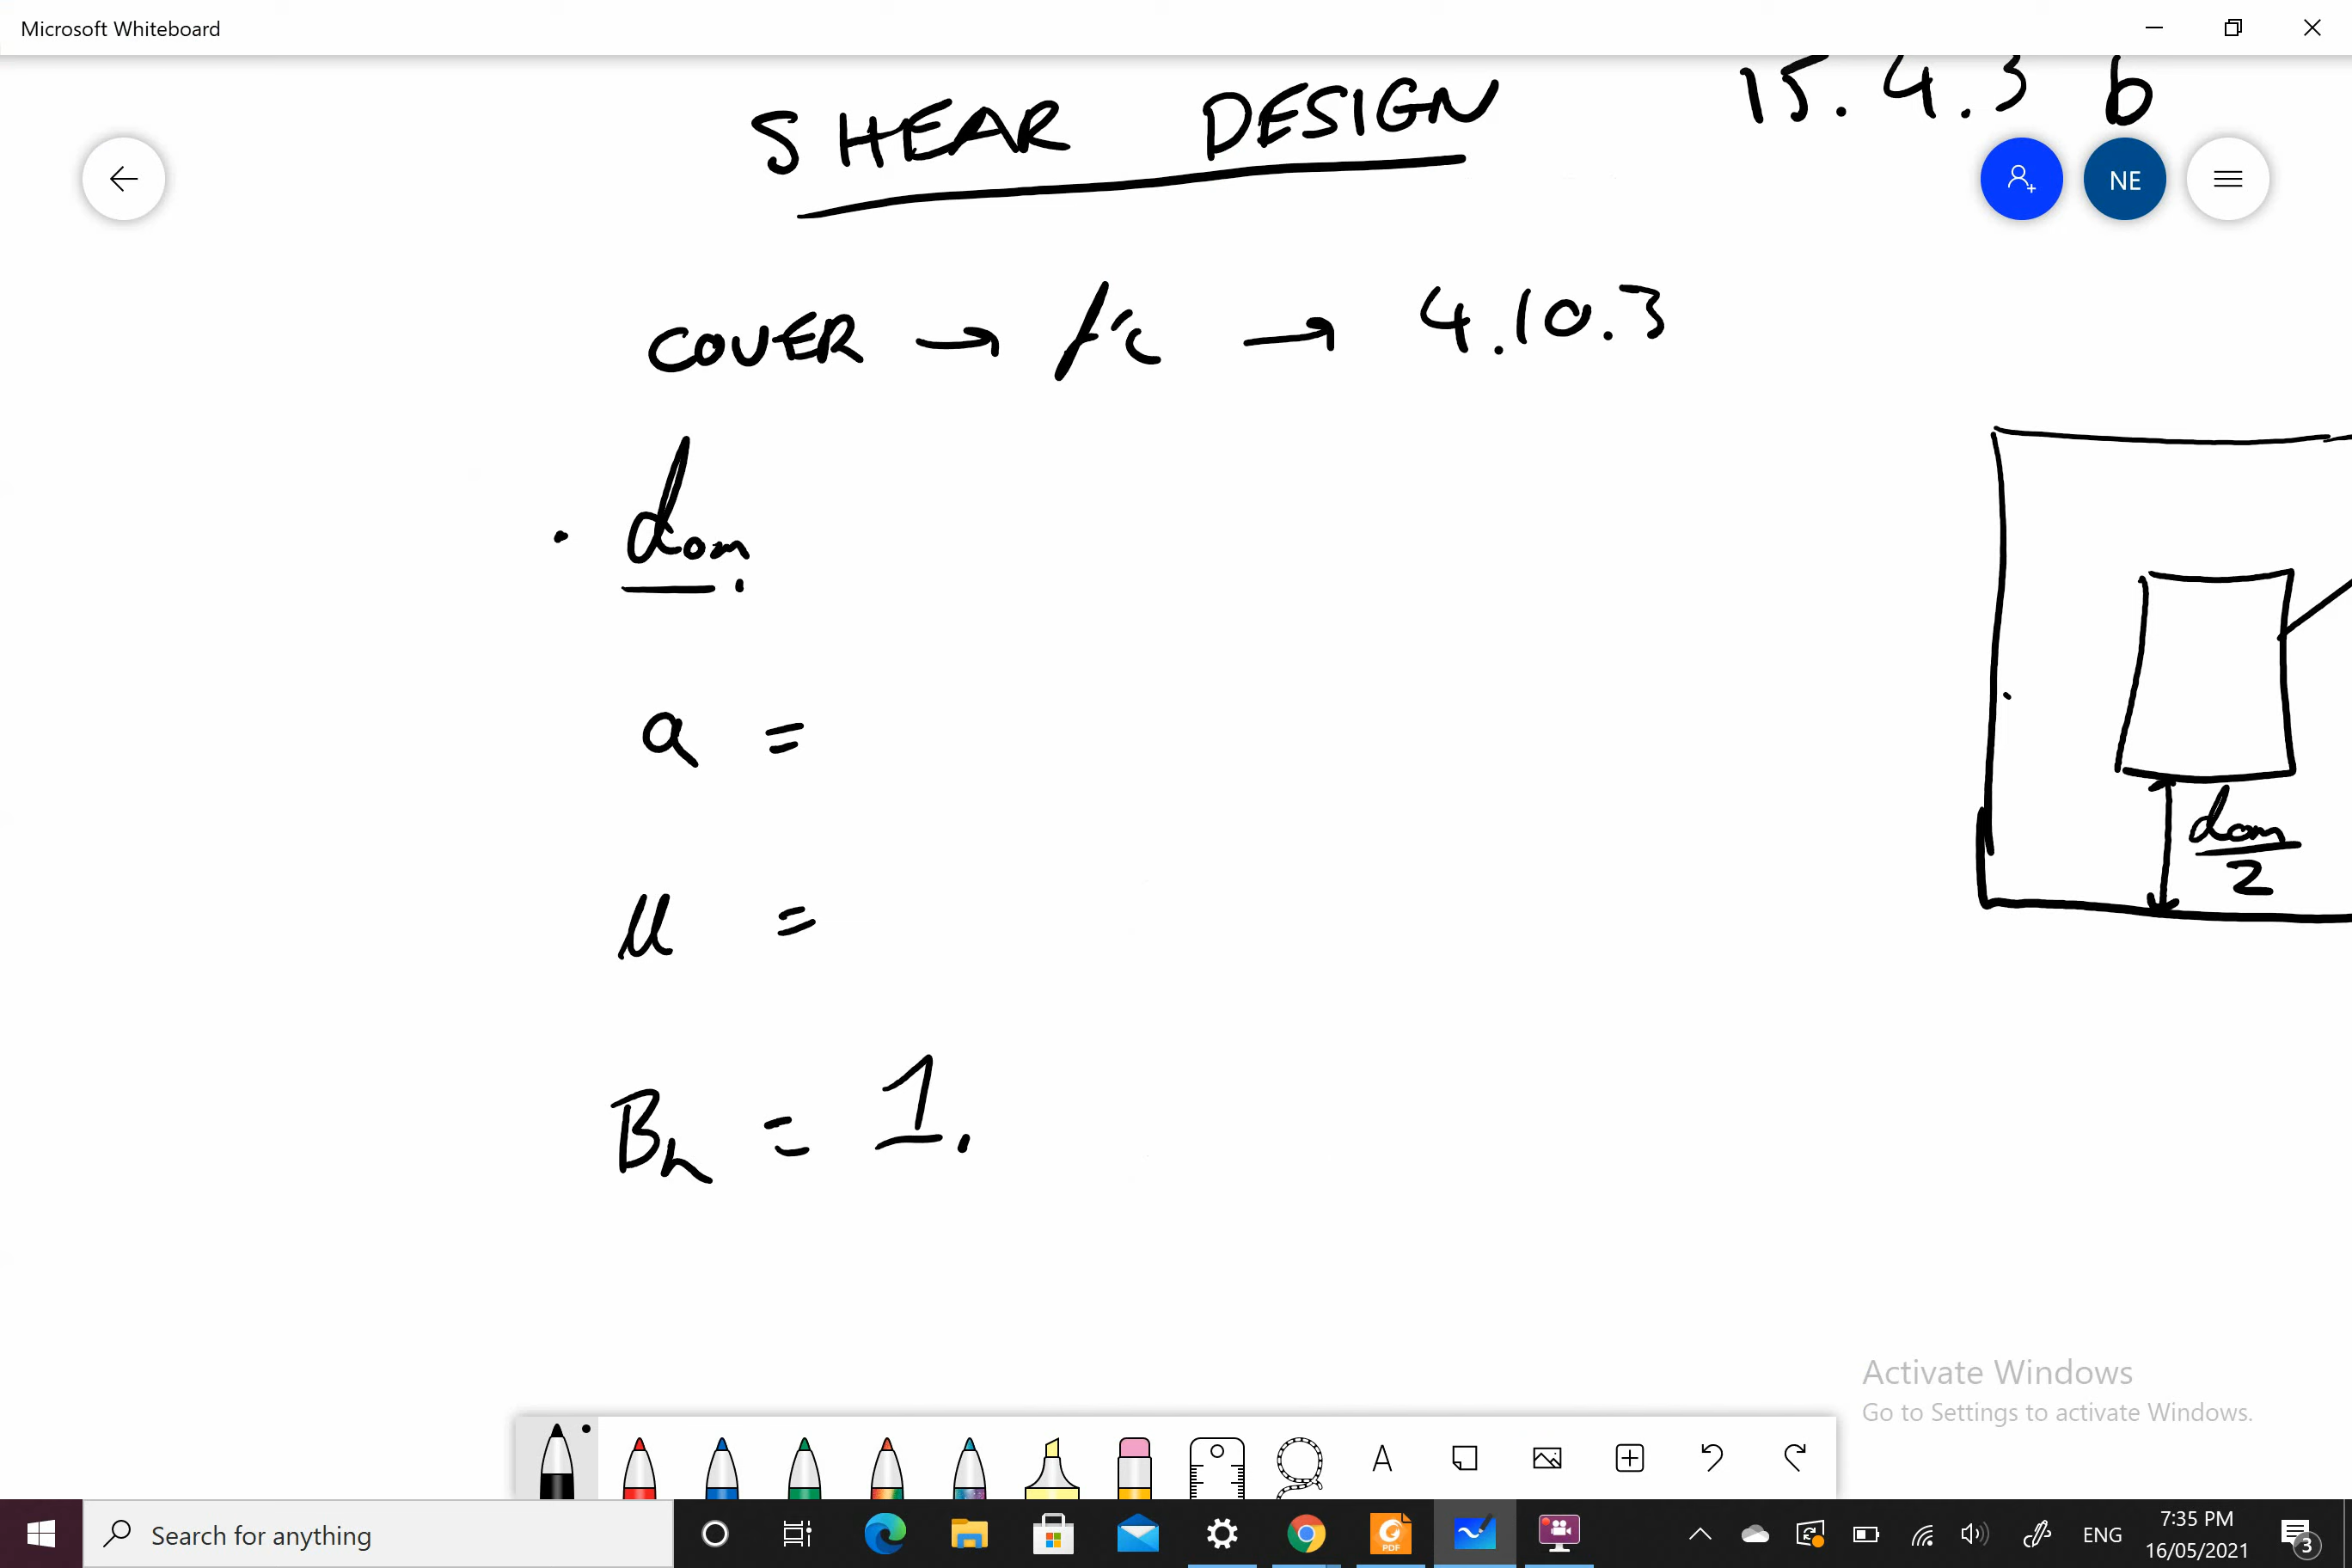 Microsoft Whiteboard
SHEAR DESIGN
15.4.3 b
NE
COVER → f'c → 4.10.3
. dom
a =
dom
2
u =
Bh = 1.
Activate Windows
Go to Settings to activate Windows.
A
PDF
Search for anything
ENG
7:35 PM
16/05/2021
3